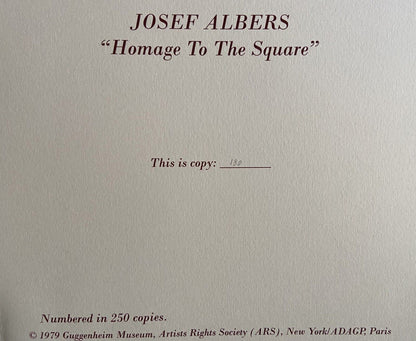 JOSEF ALBERS
“Homage To The Square”
This is copy: 130
Numbered in 250 copies.
© 1979 Guggenheim Museum, Artists Rights Society (ARS), New York/ADAGP, Paris